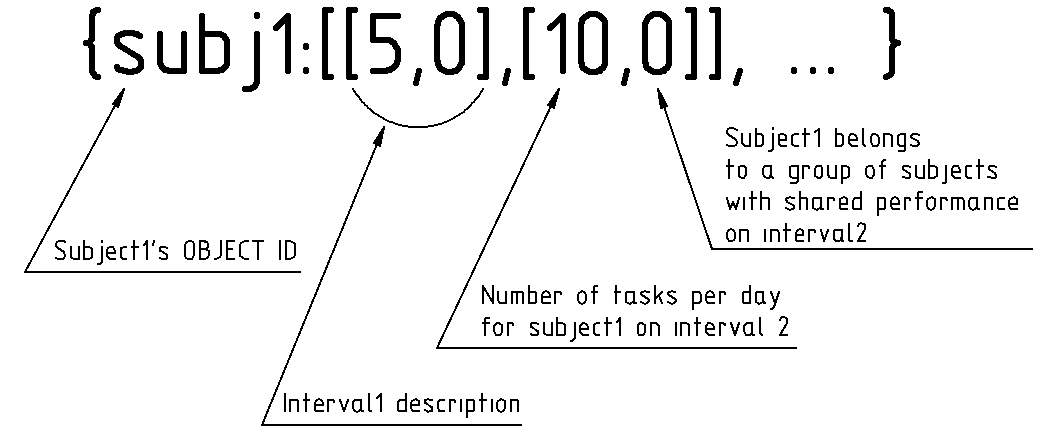 {subj1:[[5,0],[10,0]], ... }
Subject1 belongs
to a group of subjects
with shared performance
on interval2
Subject1's OBJECT ID
Number of tasks per day
for subject1 on interval 2
Interval1 description